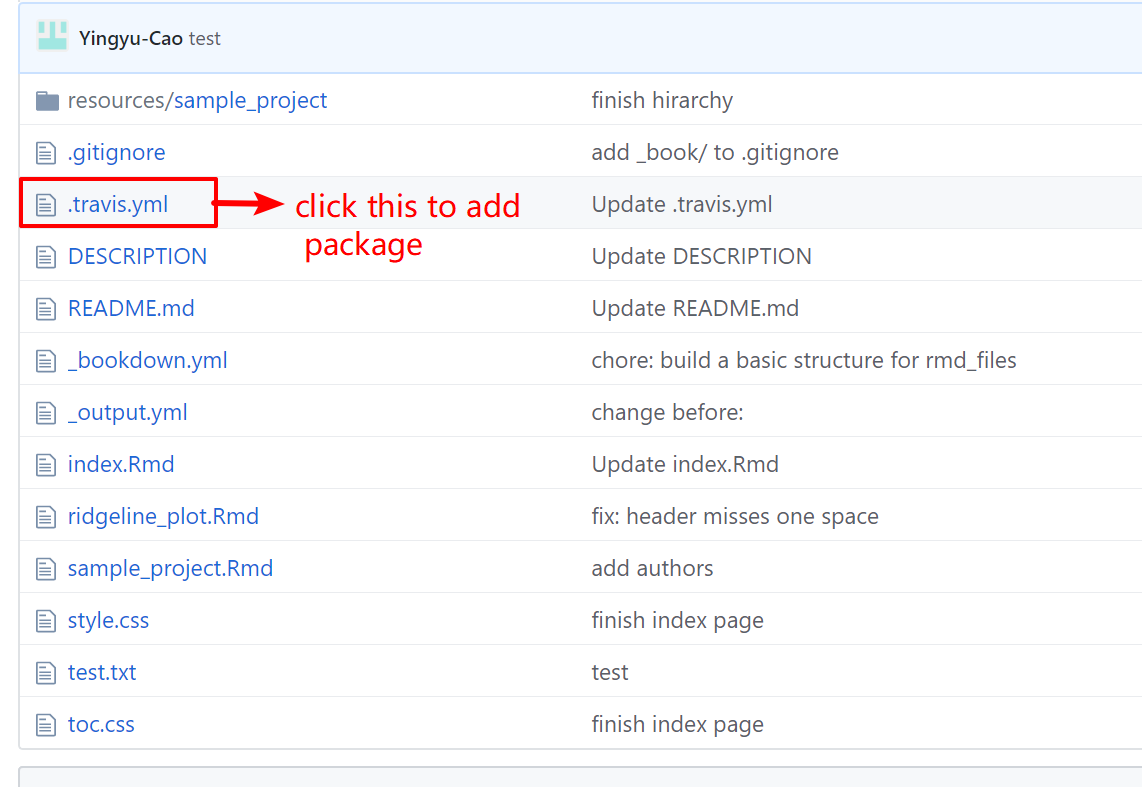 Yingyu-Cao test
resources/sample_project finish hirarchy
.gitignore add _book/ to .gitignore
.travis.yml click this to add Update .travis.yml
package
DESCRIPTION Update DESCRIPTION
README.md Update README.md
_bookdown.yml chore: build a basic structure for rmd_files
_output.yml change before:
index.Rmd Update index.Rmd
ridgeline_plot.Rmd fix: header misses one space
sample_project.Rmd add authors
style.css finish index page
test.txt test
toc.css finish index page